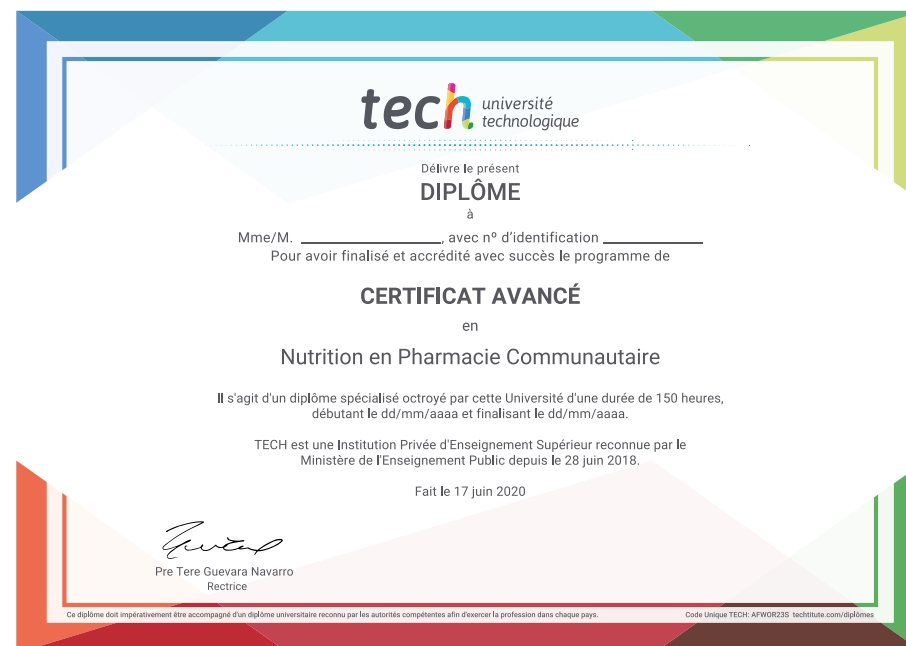 tech université
technologique
Délivre le présent
DIPLÔME
à
Mme/M. ____________________, avec nº d'identification ______________
Pour avoir finalisé et accrédité avec succès le programme de
CERTIFICAT AVANCÉ
en
Nutrition en Pharmacie Communautaire
Il s'agit d'un diplôme spécialisé octroyé par cette Université d'une durée de 150 heures,
débutant le dd/mm/aaaa et finalisant le dd/mm/aaaa.
TECH est une Institution Privée d'Enseignement Supérieur reconnue par le
Ministère de l'Enseignement Public depuis le 28 juin 2018.
Fait le 17 juin 2020
Pre Tere Guevara Navarro
Rectrice
Ce diplôme doit impérativement être accompagné d'un diplôme universitaire reconnu par les autorités compétentes afin d'exercer la profession dans chaque pays.
Code Unique TECH: AFWOR23S techtitute.com/diplômes